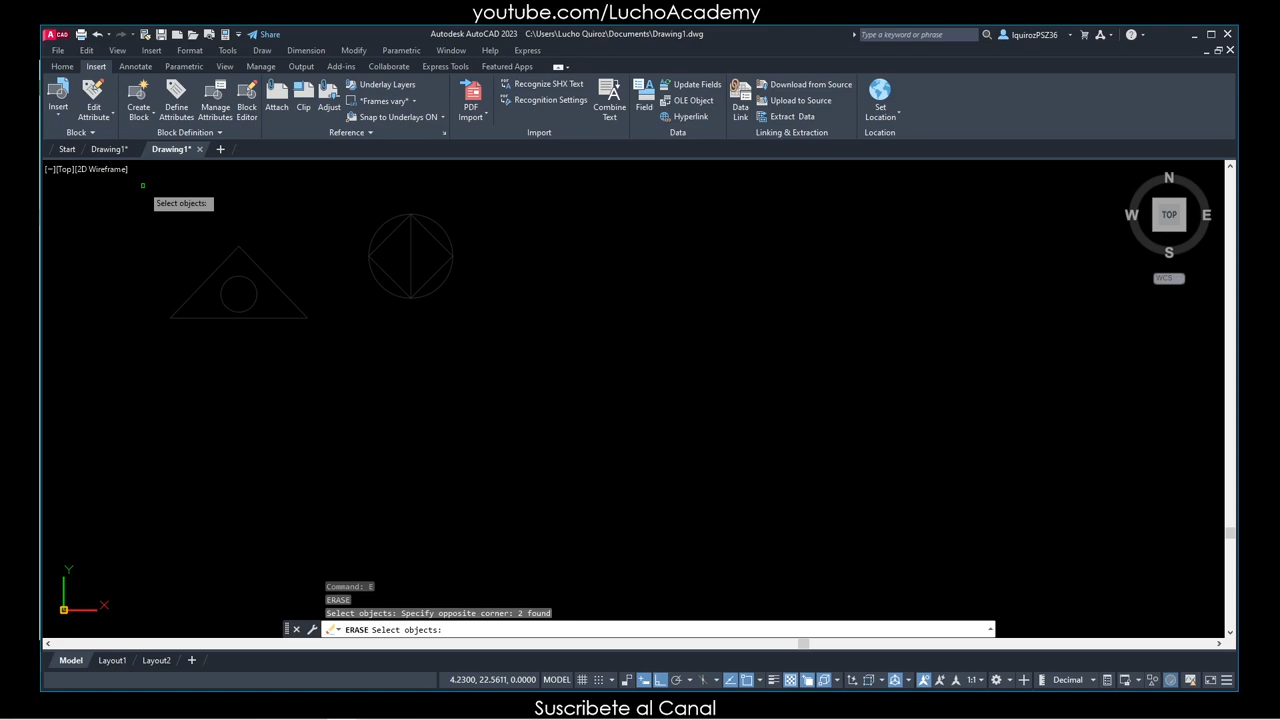 youtube.com/LuchoAcademy
Share
Autodesk AutoCAD 2023 C:\Users\Lucho Quiroz\Documents\Drawing1.dwg
Type a keyword or phrase
lquirozPSZ36
File Edit View Insert Format Tools Draw Dimension Modify Parametric Window Help Express
Home Insert Annotate Parametric View Manage Output Add-ins Collaborate Express Tools Featured Apps
Insert
Edit Attribute
Create Block
Define Attributes
Manage Attributes
Block Editor
Attach
Clip
Adjust
Underlay Layers
*Frames vary*
Snap to Underlays ON
PDF Import
Recognize SHX Text
Recognition Settings
Combine Text
Field
Update Fields
OLE Object
Hyperlink
Data Link
Download from Source
Upload to Source
Extract Data
Set Location
Block Block Definition Reference Import Data Linking & Extraction Location
Start Drawing1* Drawing1*
[−][Top][2D Wireframe]
Select objects:
N
W TOP E
S
WCS
Y
X
Command: E
ERASE
Select objects: Specify opposite corner: 2 found
ERASE Select objects:
Model Layout1 Layout2
4.2300, 22.5611, 0.0000 MODEL 1:1 Decimal
Suscribete al Canal